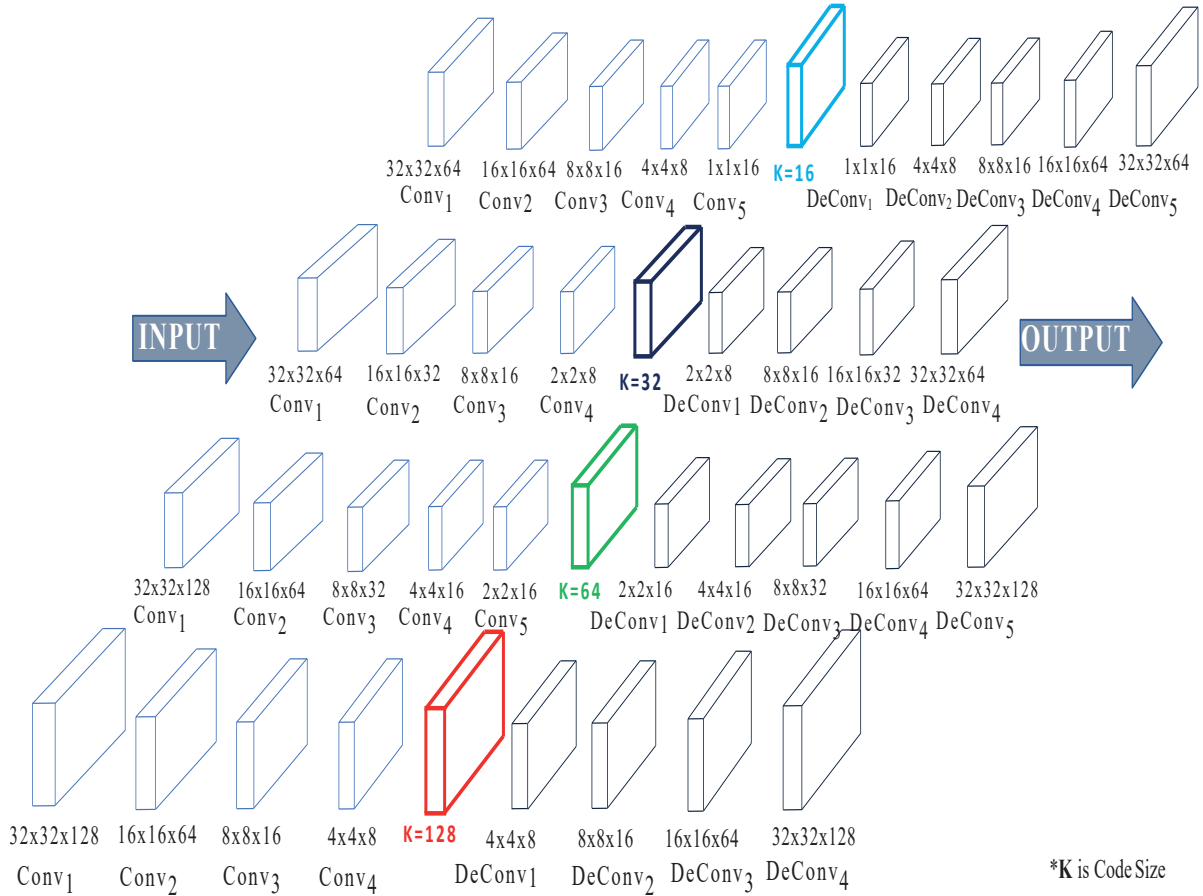 32x32x64 16x16x64 8x8x16 4x4x8 1x1x16 K=16 1x1x16 4x4x8 8x8x16 16x16x64 32x32x64
Conv1 Conv2 Conv3 Conv4 Conv5 DeConv1 DeConv2 DeConv3 DeConv4 DeConv5
INPUT OUTPUT
32x32x64 16x16x32 8x8x16 2x2x8 K=32 2x2x8 8x8x16 16x16x32 32x32x64
Conv1 Conv2 Conv3 Conv4 DeConv1 DeConv2 DeConv3 DeConv4
32x32x128 16x16x64 8x8x32 4x4x16 2x2x16 K=64 2x2x16 4x4x16 8x8x32 16x16x64 32x32x128
Conv1 Conv2 Conv3 Conv4 Conv5 DeConv1 DeConv2 DeConv3 DeConv4 DeConv5
32x32x128 16x16x64 8x8x16 4x4x8 K=128 4x4x8 8x8x16 16x16x64 32x32x128
Conv1 Conv2 Conv3 Conv4 DeConv1 DeConv2 DeConv3 DeConv4
*K is Code Size